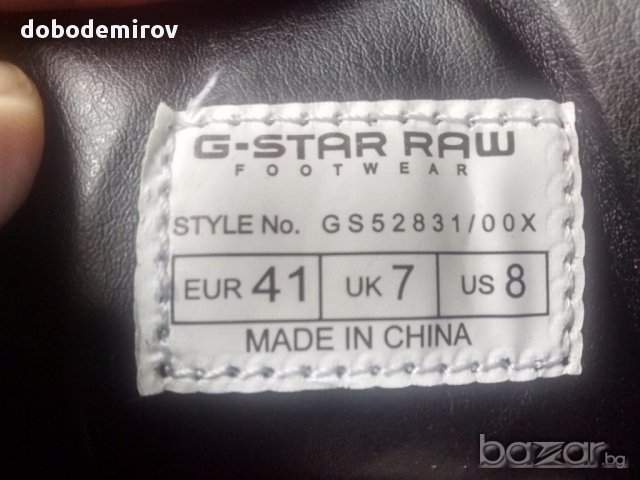 dobodemirov
G-STAR RAW
FOOTWEAR
STYLE No. GS52831/00X
EUR 41 UK 7 US 8
MADE IN CHINA
bazar.bg